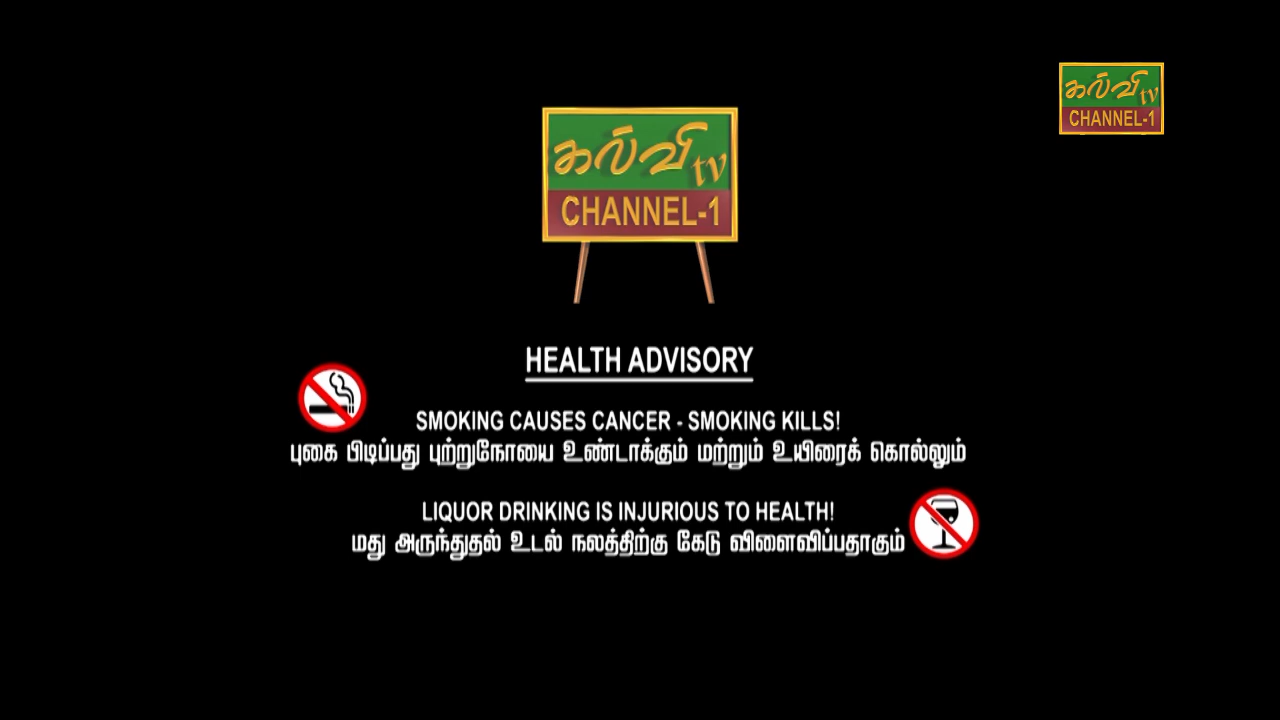 கல்வி tv
CHANNEL-1
கல்வி tv
CHANNEL-1
HEALTH ADVISORY
SMOKING CAUSES CANCER - SMOKING KILLS!
புகை பிடிப்பது புற்றுநோயை உண்டாக்கும் மற்றும் உயிரைக் கொல்லும்
LIQUOR DRINKING IS INJURIOUS TO HEALTH!
மது அருந்துதல் உடல் நலத்திற்கு கேடு விளைவிப்பதாகும்